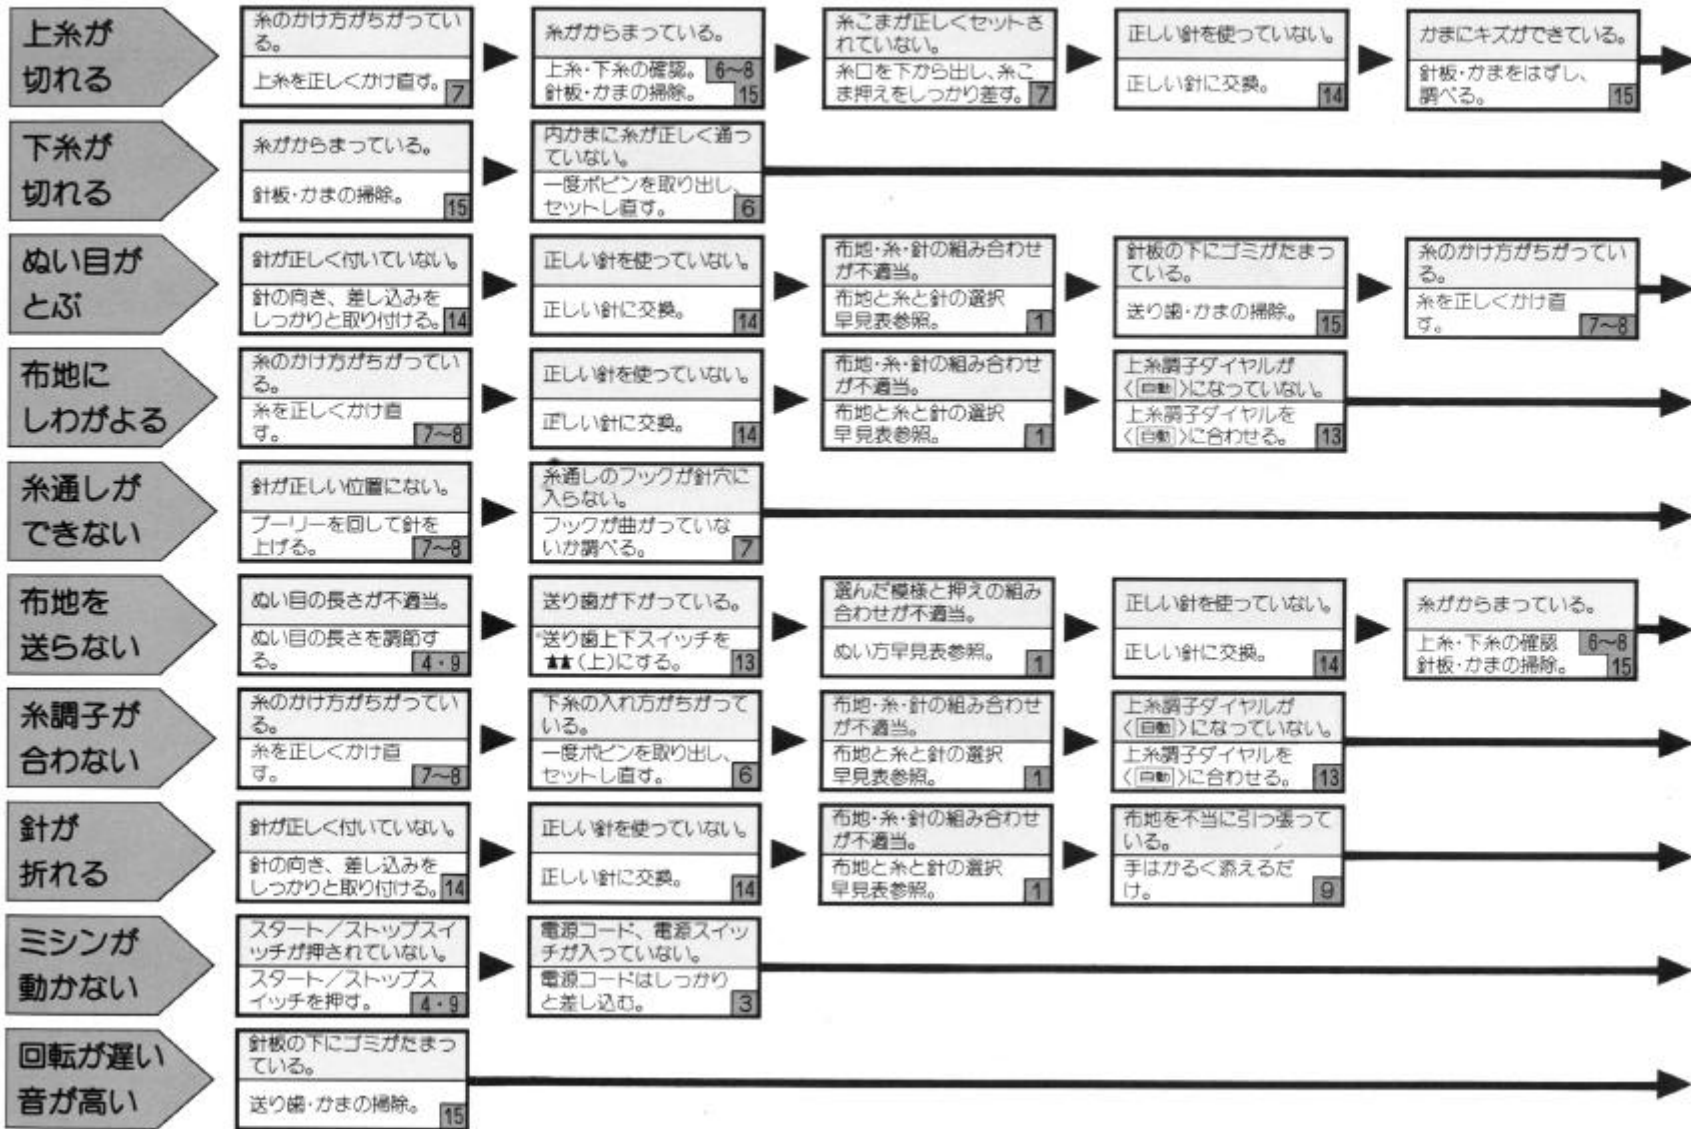 上糸が
切れる
糸のかけ方がちがってい
る。
上糸を正しくかけ直す。 7
糸がからまっている。
上糸・下糸の確認。 6〜8
針板・かまの掃除。 15
糸こまが正しくセットさ
れていない。
糸口を下から出し、糸こ
ま押えをしっかり差す。 7
正しい針を使っていない。
正しい針に交換。 14
かまにキズができている。
針板・かまをはずし、
調べる。 15
下糸が
切れる
糸がからまっている。
針板・かまの掃除。 15
内かまに糸が正しく通っ
ていない。
一度ボビンを取り出し、
セットし直す。 6
ぬい目が
とぶ
針が正しく付いていない。
針の向き、差し込みを
しっかりと取り付ける。 14
正しい針を使っていない。
正しい針に交換。 14
布地・糸・針の組み合わせ
が不適当。
布地と糸と針の選択
早見表参照。 1
針板の下にゴミがたまっ
ている。
送り歯・かまの掃除。 15
糸のかけ方がちがってい
る。
糸を正しくかけ直
す。 7〜8
布地に
しわがよる
糸のかけ方がちがってい
る。
糸を正しくかけ直
す。 7〜8
正しい針を使っていない。
正しい針に交換。 14
布地・糸・針の組み合わせ
が不適当。
布地と糸と針の選択
早見表参照。 1
上糸調子ダイヤルが
〈自動〉になっていない。
上糸調子ダイヤルを
〈自動〉に合わせる。 13
糸通しが
できない
針が正しい位置にない。
プーリーを回して針を
上げる。 7〜8
糸通しのフックが針穴に
入らない。
フックが曲がっていな
いか調べる。 7
布地を
送らない
ぬい目の長さが不適当。
ぬい目の長さを調節す
る。 4・9
送り歯が下がっている。
送り歯上下スイッチを
(上)にする。 13
選んだ模様と押えの組み
合わせが不適当。
ぬい方早見表参照。 1
正しい針を使っていない。
正しい針に交換。 14
糸がからまっている。
上糸・下糸の確認 6〜8
針板・かまの掃除。 15
糸調子が
合わない
糸のかけ方がちがってい
る。
糸を正しくかけ直
す。 7〜8
下糸の入れ方がちがって
いる。
一度ボビンを取り出し、
セットし直す。 6
布地・糸・針の組み合わせ
が不適当。
布地と糸と針の選択
早見表参照。 1
上糸調子ダイヤルが
〈自動〉になっていない。
上糸調子ダイヤルを
〈自動〉に合わせる。 13
針が
折れる
針が正しく付いていない。
針の向き、差し込みを
しっかりと取り付ける。 14
正しい針を使っていない。
正しい針に交換。 14
布地・糸・針の組み合わせ
が不適当。
布地と糸と針の選択
早見表参照。 1
布地を不当に引っ張って
いる。
手はかるく添えるだ
け。 9
ミシンが
動かない
スタート／ストップスイ
ッチが押されていない。
スタート／ストップス
イッチを押す。 4・9
電源コード、電源スイッ
チが入っていない。
電源コードはしっかり
と差し込む。 3
回転が遅い
音が高い
針板の下にゴミがたまっ
ている。
送り歯・かまの掃除。 15